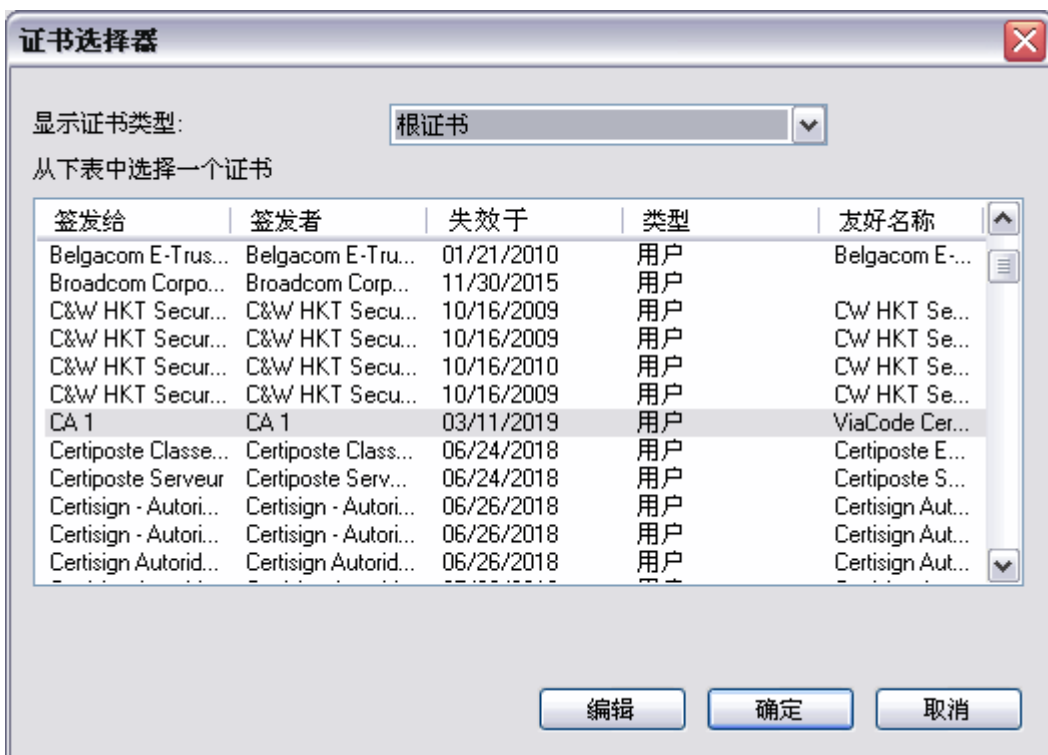 证书选择器
显示证书类型: 根证书
从下表中选择一个证书
签发给 签发者 失效于 类型 友好名称
Belgacom E-Trus... Belgacom E-Tru... 01/21/2010 用户 Belgacom E-...
Broadcom Corpo... Broadcom Corp... 11/30/2015 用户
C&W HKT Secur... C&W HKT Secu... 10/16/2009 用户 CW HKT Se...
C&W HKT Secur... C&W HKT Secu... 10/16/2009 用户 CW HKT Se...
C&W HKT Secur... C&W HKT Secu... 10/16/2010 用户 CW HKT Se...
C&W HKT Secur... C&W HKT Secu... 10/16/2009 用户 CW HKT Se...
CA 1 CA 1 03/11/2019 用户 ViaCode Cer...
Certiposte Classe... Certiposte Class... 06/24/2018 用户 Certiposte E...
Certiposte Serveur Certiposte Serv... 06/24/2018 用户 Certiposte S...
Certisign - Autori... Certisign - Autori... 06/26/2018 用户 Certisign Aut...
Certisign - Autori... Certisign - Autori... 06/26/2018 用户 Certisign Aut...
Certisign Autorid... Certisign Autorid... 06/26/2018 用户 Certisign Aut...
编辑 确定 取消